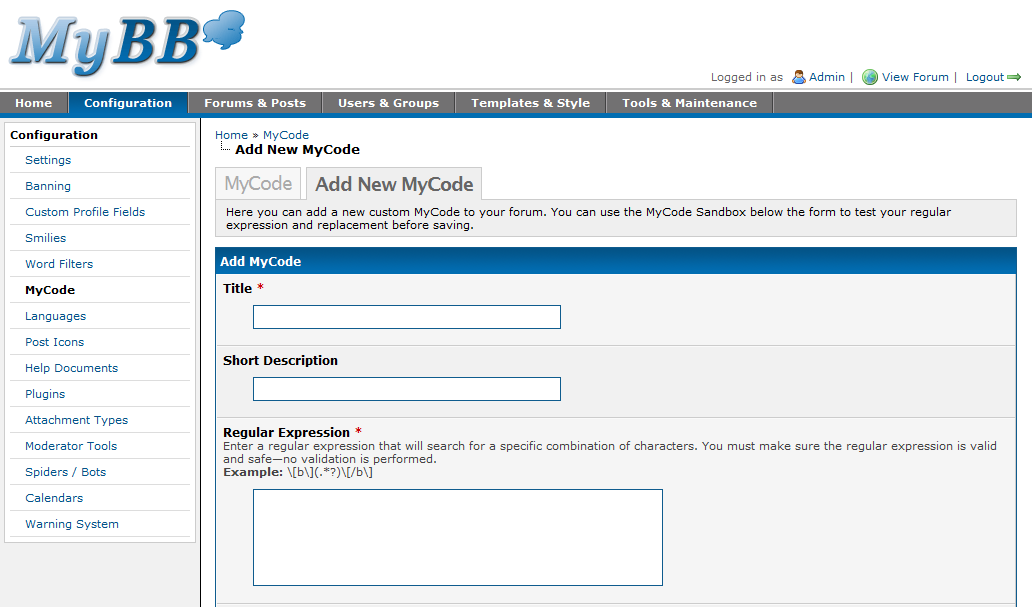 MyBB
Logged in as Admin | View Forum | Logout
Home Configuration Forums & Posts Users & Groups Templates & Style Tools & Maintenance
Configuration
Settings
Banning
Custom Profile Fields
Smilies
Word Filters
MyCode
Languages
Post Icons
Help Documents
Plugins
Attachment Types
Moderator Tools
Spiders / Bots
Calendars
Warning System
Home » MyCode
Add New MyCode
MyCode Add New MyCode
Here you can add a new custom MyCode to your forum. You can use the MyCode Sandbox below the form to test your regular
expression and replacement before saving.
Add MyCode
Title *
Short Description
Regular Expression *
Enter a regular expression that will search for a specific combination of characters. You must make sure the regular expression is valid
and safe—no validation is performed.
Example: \[b\](.*?)\[/b\]